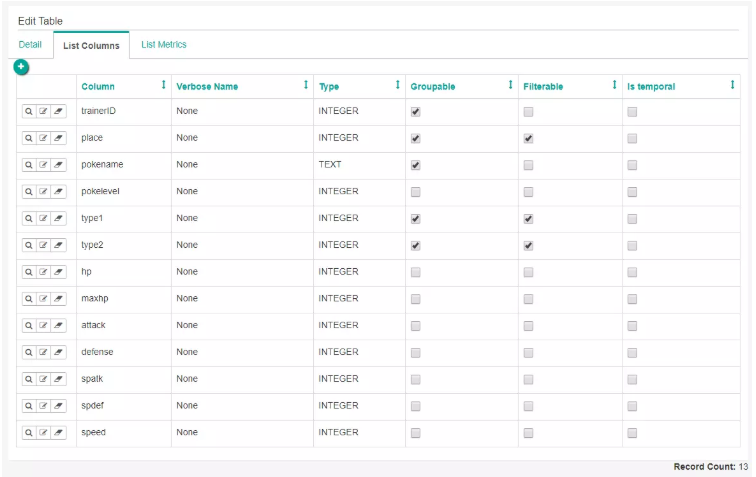 Edit Table
Detail List Columns List Metrics
Column Verbose Name Type Groupable Filterable Is temporal
trainerID None INTEGER
place None INTEGER
pokename None TEXT
pokelevel None INTEGER
type1 None INTEGER
type2 None INTEGER
hp None INTEGER
maxhp None INTEGER
attack None INTEGER
defense None INTEGER
spatk None INTEGER
spdef None INTEGER
speed None INTEGER
Record Count: 13